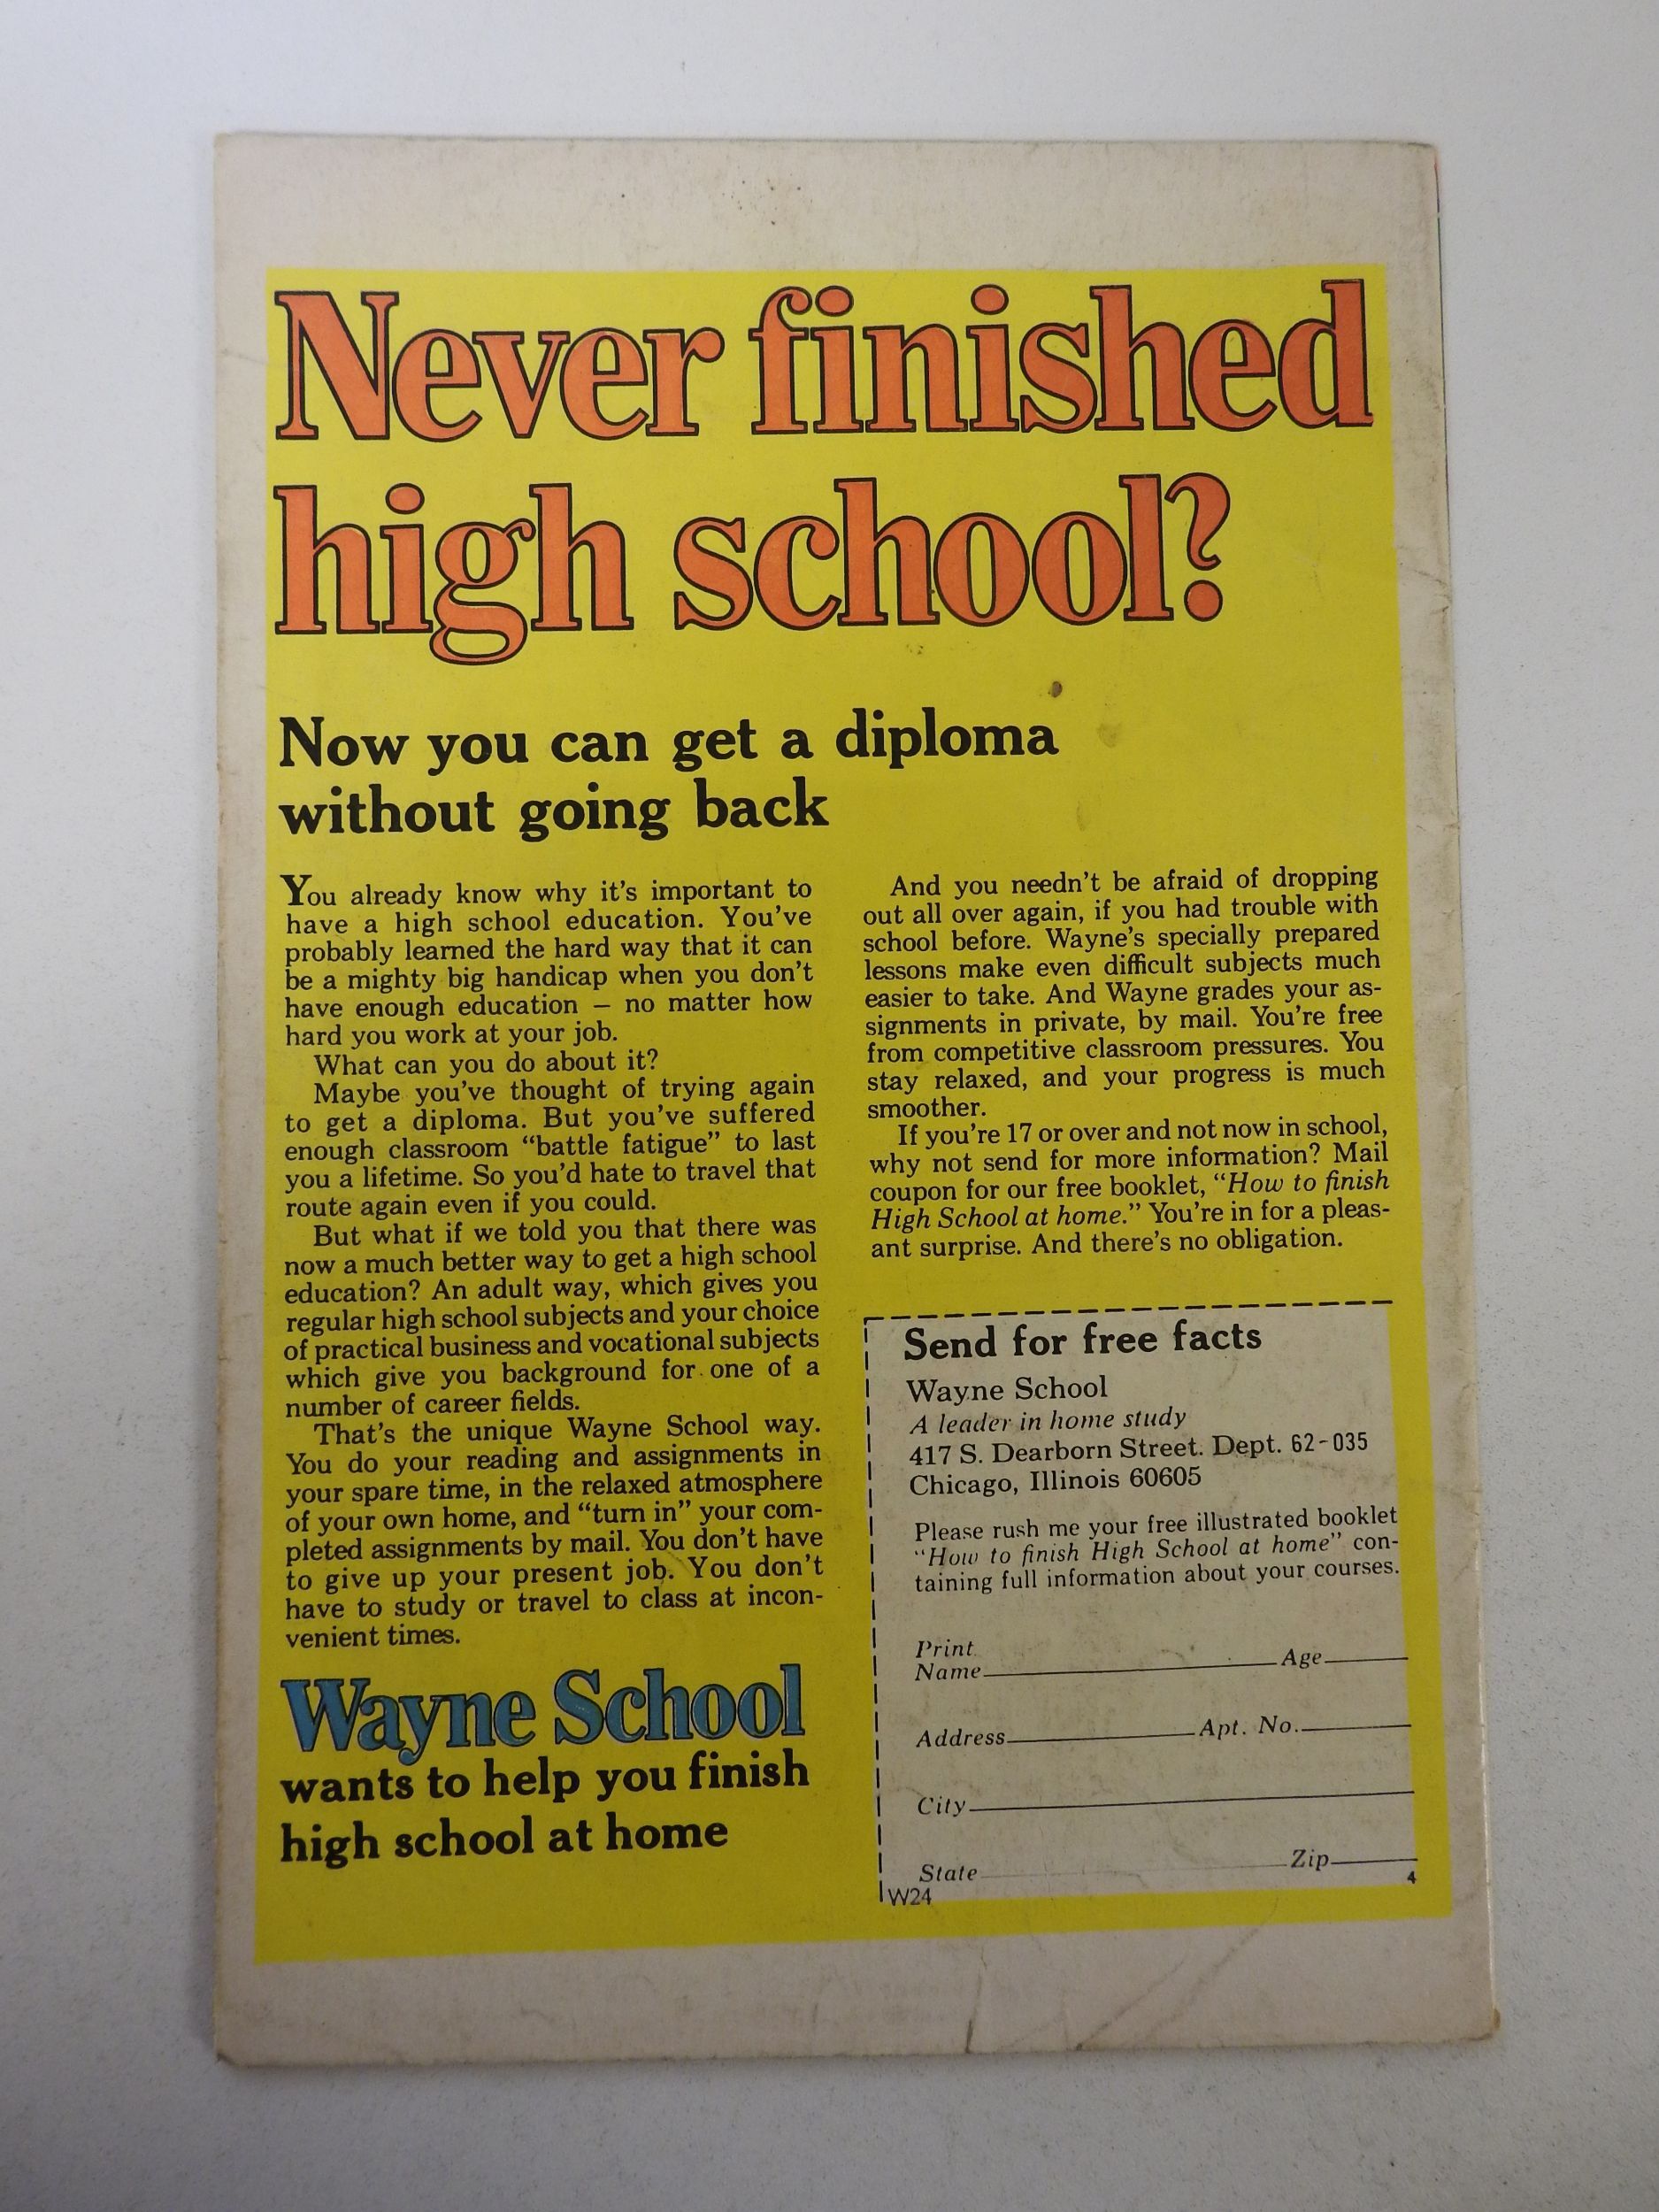 Never finished
high school?
Now you can get a diploma
without going back
You already know why it's important to
have a high school education. You've
probably learned the hard way that it can
be a mighty big handicap when you don't
have enough education — no matter how
hard you work at your job.
What can you do about it?
Maybe you've thought of trying again
to get a diploma. But you've suffered
enough classroom “battle fatigue” to last
you a lifetime. So you'd hate to travel that
route again even if you could.
But what if we told you that there was
now a much better way to get a high school
education? An adult way, which gives you
regular high school subjects and your choice
of practical business and vocational subjects
which give you background for one of a
number of career fields.
That's the unique Wayne School way.
You do your reading and assignments in
your spare time, in the relaxed atmosphere
of your own home, and “turn in” your com-
pleted assignments by mail. You don't have
to give up your present job. You don't
have to study or travel to class at incon-
venient times.
Wayne School
wants to help you finish
high school at home
And you needn't be afraid of dropping
out all over again, if you had trouble with
school before. Wayne's specially prepared
lessons make even difficult subjects much
easier to take. And Wayne grades your as-
signments in private, by mail. You're free
from competitive classroom pressures. You
stay relaxed, and your progress is much
smoother.
If you're 17 or over and not now in school,
why not send for more information? Mail
coupon for our free booklet, “How to finish
High School at home.” You're in for a pleas-
ant surprise. And there's no obligation.
Send for free facts
Wayne School
A leader in home study
417 S. Dearborn Street. Dept. 62-035
Chicago, Illinois 60605
Please rush me your free illustrated booklet
“How to finish High School at home” con-
taining full information about your courses.
Print
Name Age
Address Apt. No.
City
State Zip
W24 4